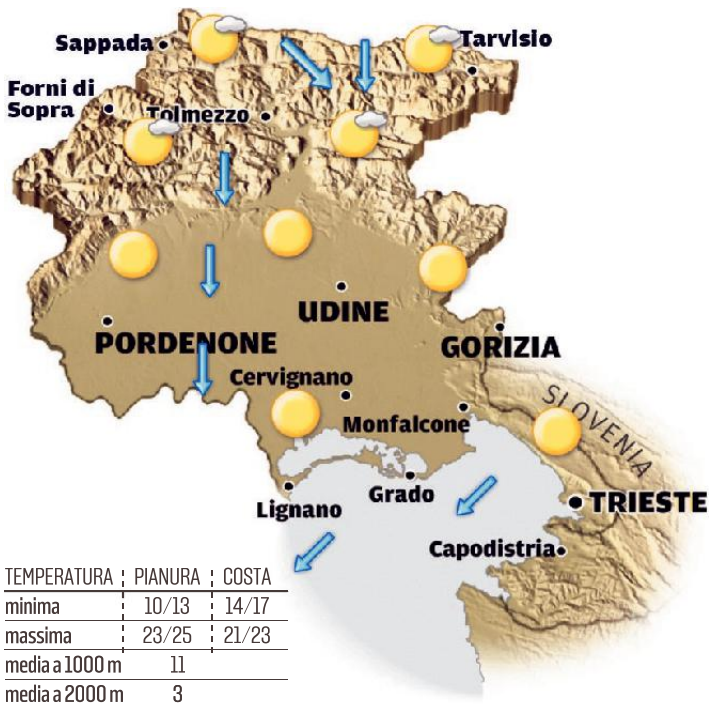 Sappada
Tarvisio
Forni di
Sopra
Tolmezzo
UDINE
PORDENONE
GORIZIA
Cervignano
SLOVENIA
Monfalcone
Grado
Lignano
TRIESTE
Capodistria
TEMPERATURA PIANURA COSTA
minima 10/13 14/17
massima 23/25 21/23
media a 1000 m 11
media a 2000 m 3